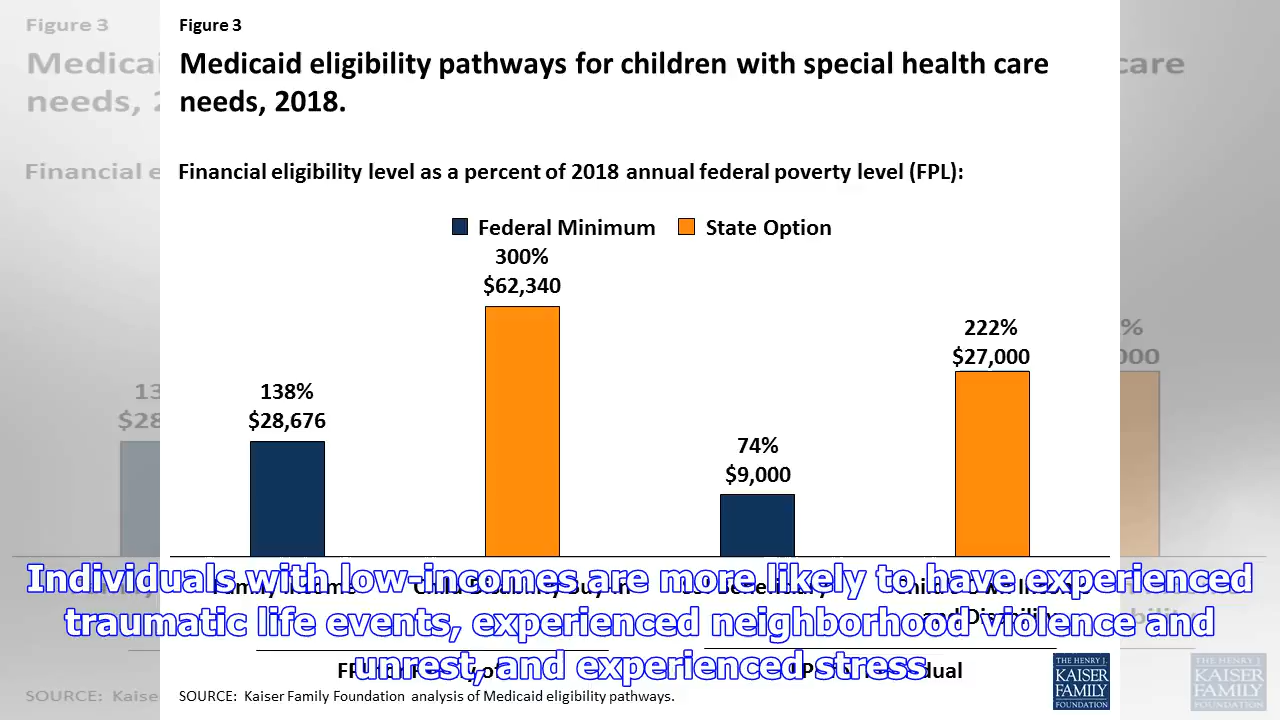 Figure 3
Medicaid eligibility pathways for children with special health care
needs, 2018.
Financial eligibility level as a percent of 2018 annual federal poverty level (FPL):
Federal Minimum State Option
300%
$62,340
222%
$27,000
138%
$28,676
74%
$9,000
Individuals with low-incomes are more likely to have experienced
traumatic life events, experienced neighborhood violence and
unrest, and experienced stress
SOURCE: Kaiser Family Foundation analysis of Medicaid eligibility pathways.
THE HENRY J.
KAISER
FAMILY
FOUNDATION